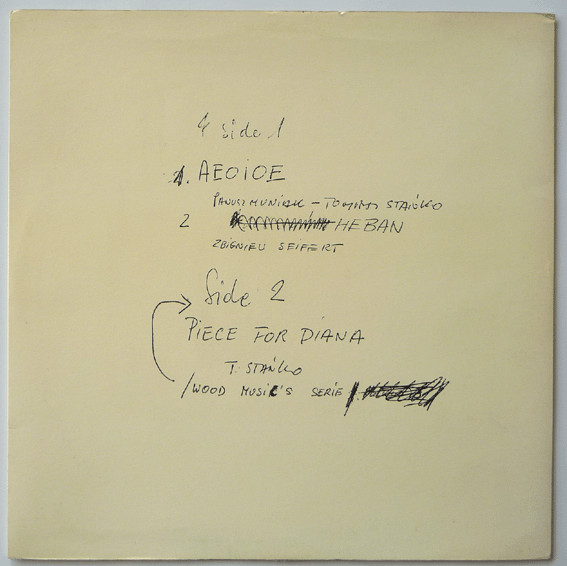 Side 1
1. AEOIOE
JANUSZ MUNIAK – TOMASZ STAŃKO
2 HEBAN
ZBIGNIEW SEIFERT
Side 2
PIECE FOR DIANA
T. STAŃKO
/WOOD MUSIC'S SERIE